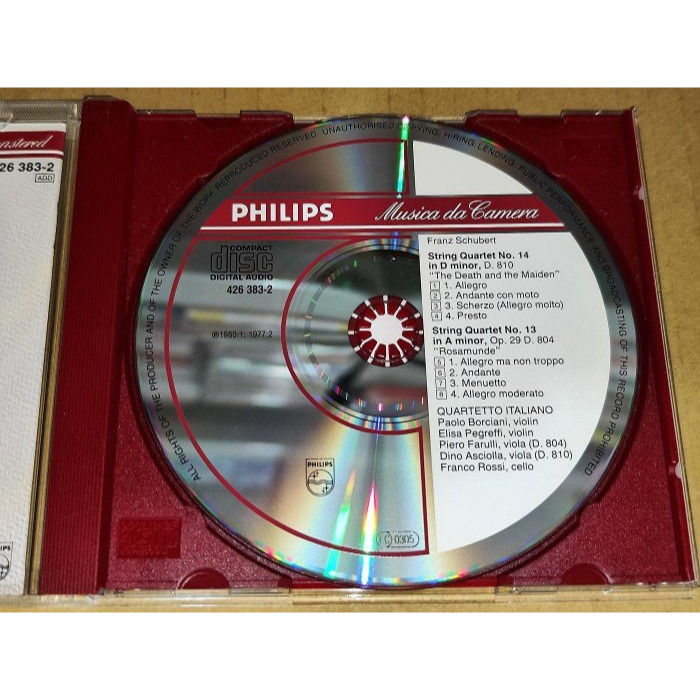 astered
26 383-2
ADD
IPS
ALL RIGHTS OF THE PRODUCER AND OF THE OWNER OF THE WORK REPRODUCED RESERVED. UNAUTHORISED COPYING, HIRING, LENDING, PUBLIC PERFORMANCE AND BROADCASTING OF THIS RECORD PROHIBITED
PHILIPS Musica da Camera
COMPACT
disc
DIGITAL AUDIO
426 383-2
℗1980:1; 1977:2
Franz Schubert
String Quartet No. 14
in D minor, D. 810
"The Death and the Maiden"
1 1. Allegro
2 2. Andante con moto
3 3. Scherzo (Allegro molto)
4 4. Presto
String Quartet No. 13
in A minor, Op. 29 D. 804
"Rosamunde"
5 1. Allegro ma non troppo
6 2. Andante
7 3. Menuetto
8 4. Allegro moderato
QUARTETTO ITALIANO
Paolo Borciani, violin
Elisa Pegreffi, violin
Piero Farulli, viola (D. 804)
Dino Asciolla, viola (D. 810)
Franco Rossi, cello
PHILIPS
LC 0305